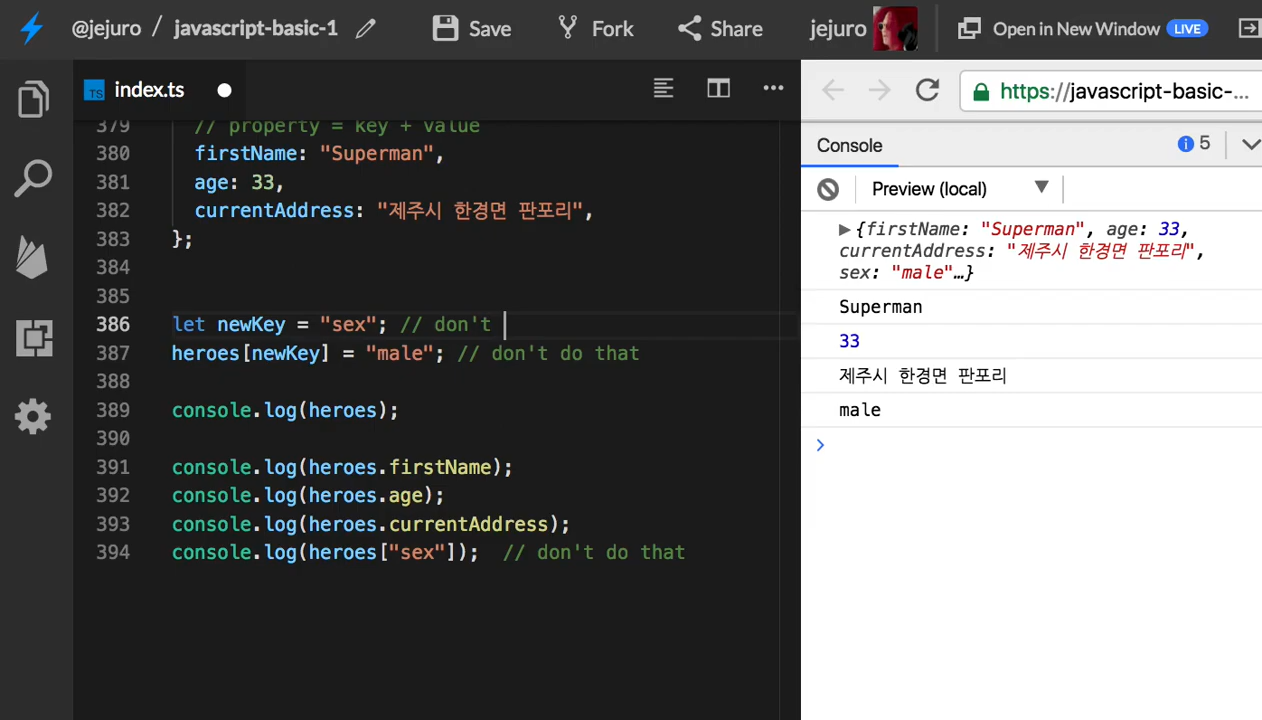 @jejuro / javascript-basic-1 Save Fork Share jejuro Open in New Window LIVE
TS index.ts
https://javascript-basic-...
Console 5
Preview (local)
379 // property = key + value
380 firstName: "Superman",
381 age: 33,
382 currentAddress: "제주시 한경면 판포리",
383 };
384
385
386 let newKey = "sex"; // don't
387 heroes[newKey] = "male"; // don't do that
388
389 console.log(heroes);
390
391 console.log(heroes.firstName);
392 console.log(heroes.age);
393 console.log(heroes.currentAddress);
394 console.log(heroes["sex"]); // don't do that
▶{firstName: "Superman", age: 33,
currentAddress: "제주시 한경면 판포리",
sex: "male"…}
Superman
33
제주시 한경면 판포리
male